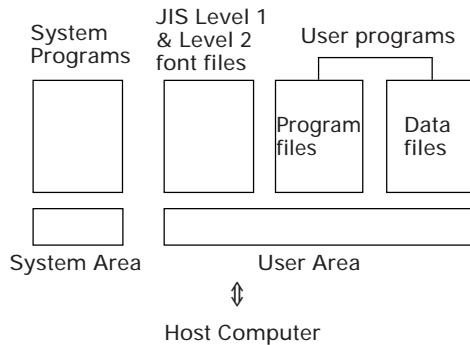 System
Programs
JIS Level 1
& Level 2
font files
User programs
Program
files
Data
files
System Area
User Area
Host Computer